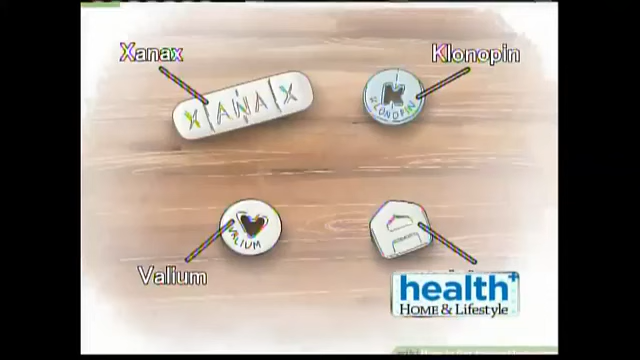 Xanax
Klonopin
XANAX
K
KLONOPIN
VALIUM
Valium
health+
HOME & Lifestyle